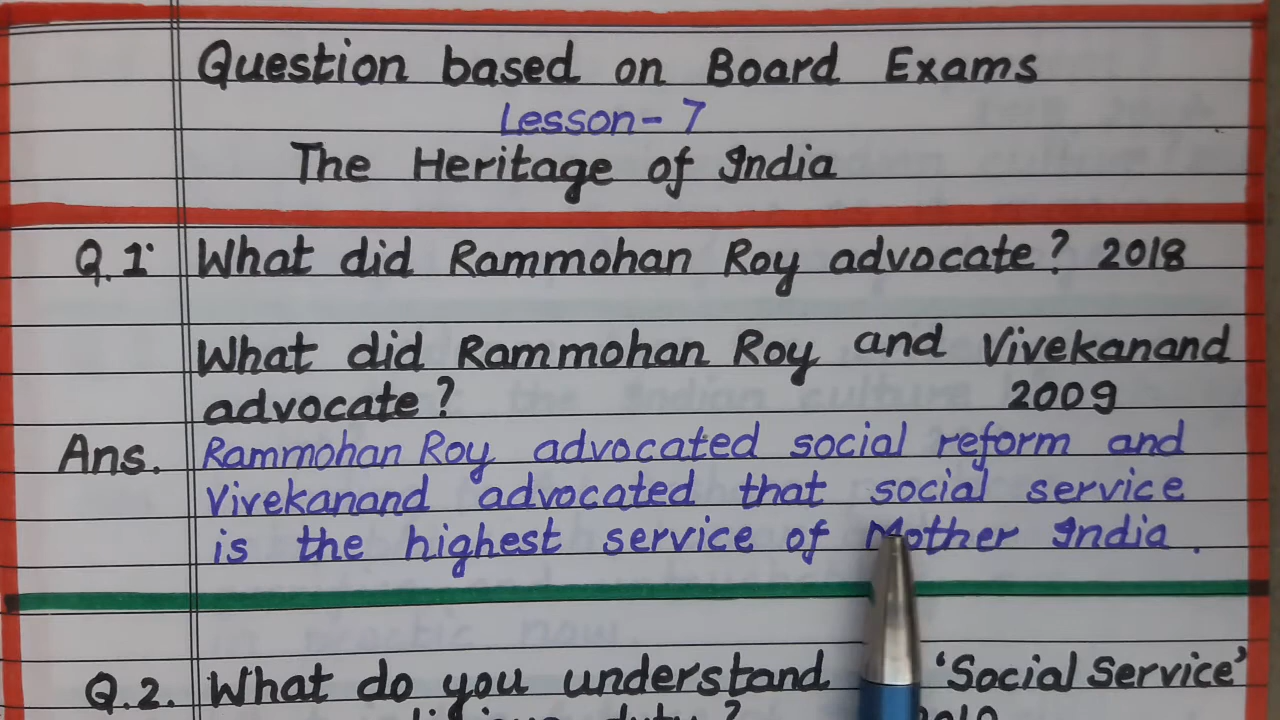 Question based on Board Exams
Lesson- 7
The Heritage of India
Q.1. What did Rammohan Roy advocate? 2018
What did Rammohan Roy and Vivekanand
advocate? 2009
Ans. Rammohan Roy advocated social reform and
Vivekanand advocated that social service
is the highest service of Mother India.
Q.2. What do you understand 'Social Service'
duty?